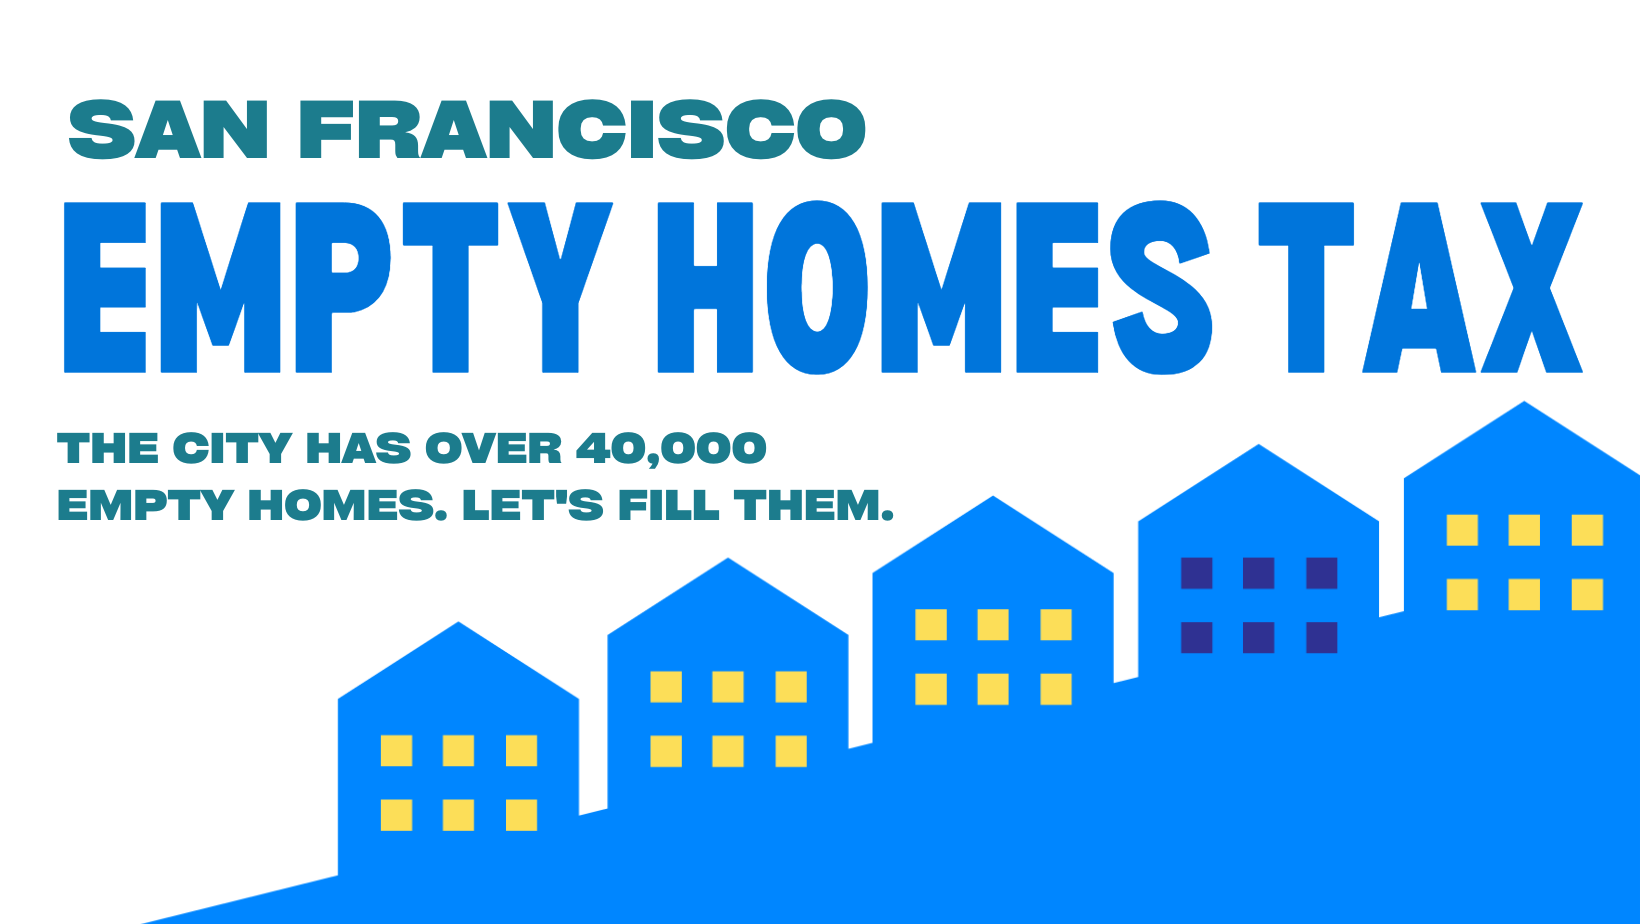 SAN FRANCISCO
EMPTY HOMES TAX
THE CITY HAS OVER 40,000
EMPTY HOMES. LET'S FILL THEM.